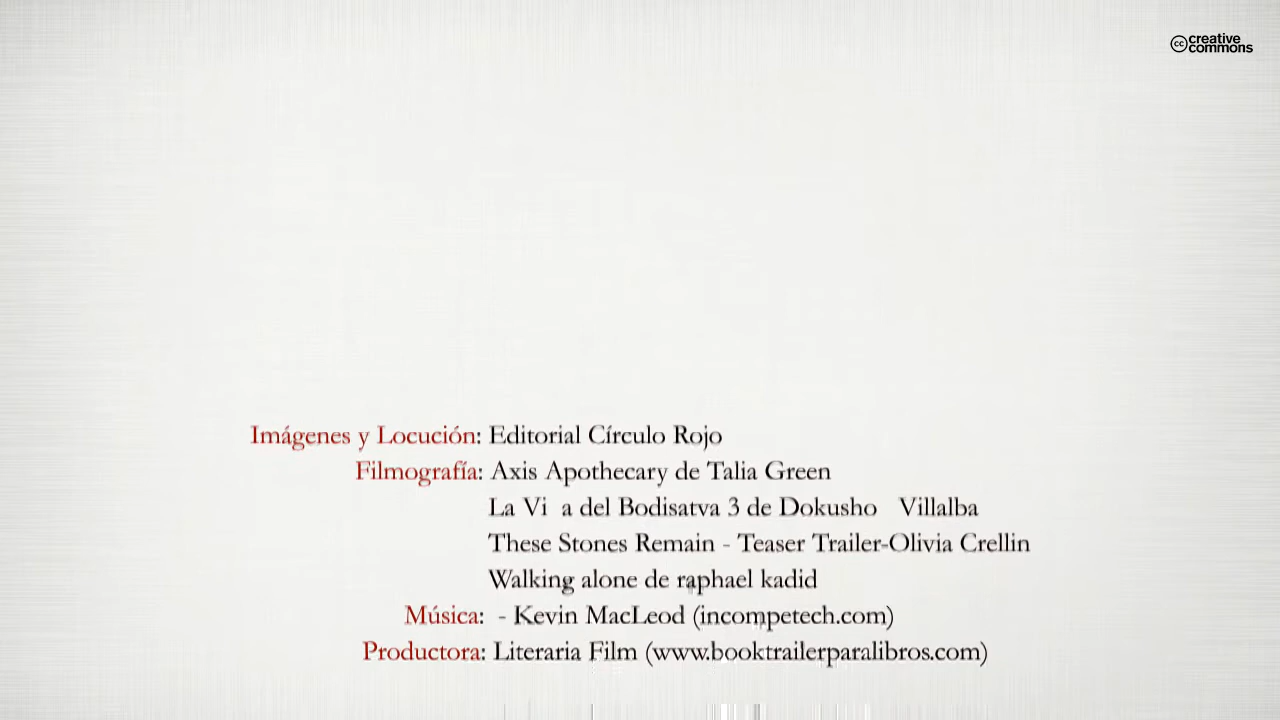 creative
commons
Imágenes y Locución: Editorial Círculo Rojo
Filmografía: Axis Apothecary de Talia Green
La Vi a del Bodisatva 3 de Dokusho Villalba
These Stones Remain - Teaser Trailer-Olivia Crellin
Walking alone de raphael kadid
Música: - Kevin MacLeod (incompetech.com)
Productora: Literaria Film (www.booktrailerparalibros.com)